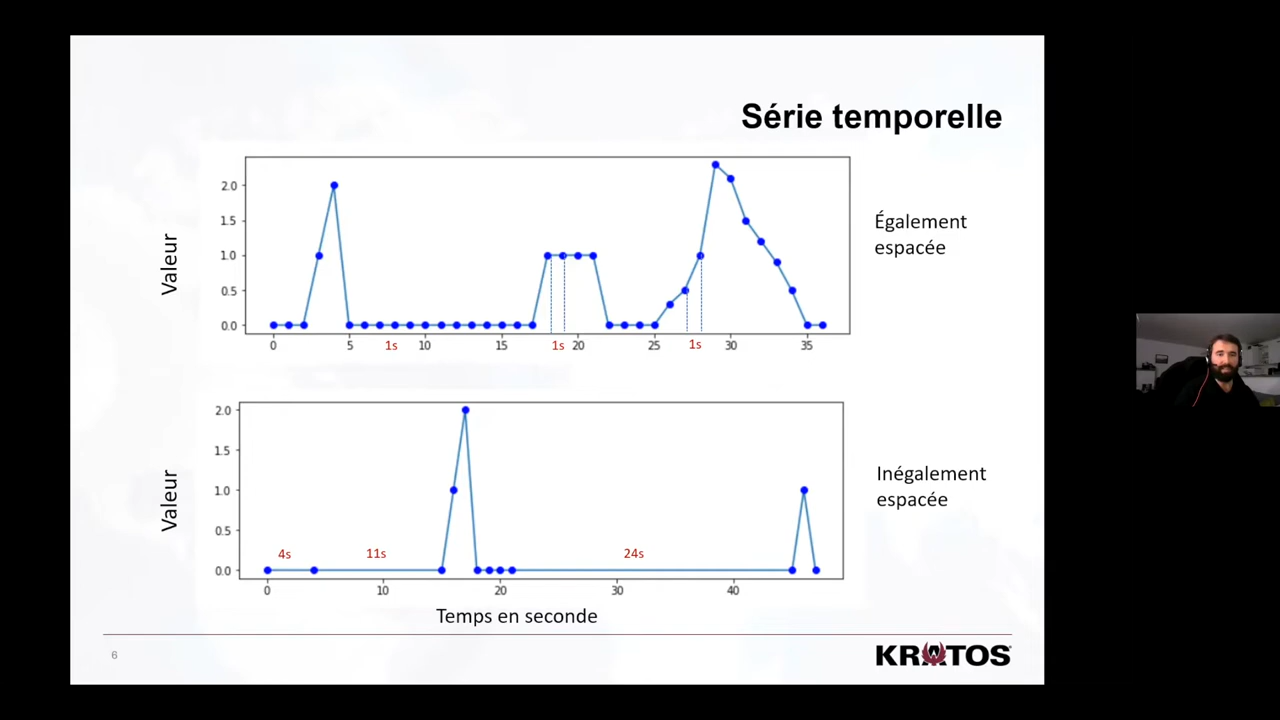 Série temporelle
Valeur
2.0
1.5
1.0
0.5
0.0
0 5 1s 10 15 1s 20 25 1s 30 35
Également
espacée
Valeur
2.0
1.5
1.0
0.5
0.0
4s 11s 24s
0 10 20 30 40
Temps en seconde
Inégalement
espacée
6
KRATOS